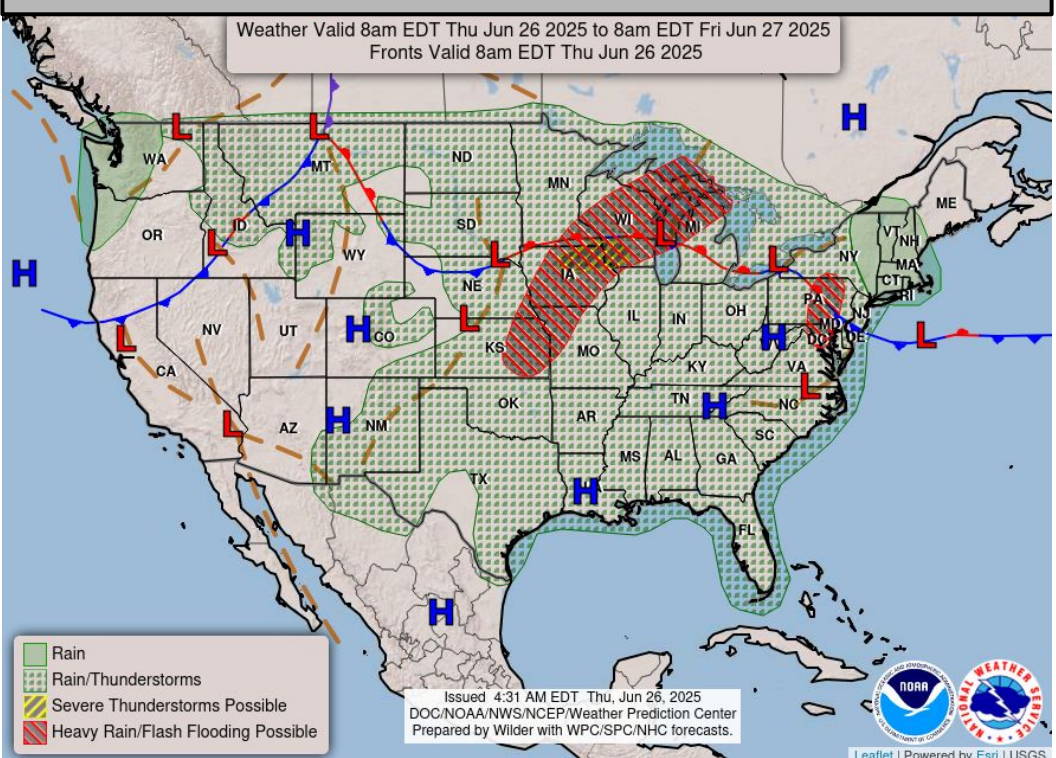 Weather Valid 8am EDT Thu Jun 26 2025 to 8am EDT Fri Jun 27 2025
Fronts Valid 8am EDT Thu Jun 26 2025
H
L
L
WA
MT
ND
MN
ME
VT
NH
OR
ID
H
WY
SD
WI
L
MI
NY
MA
CT
RI
H
L
L
IA
L
PA
NJ
NE
L
NV
UT
H
CO
L
KS
IL
IN
OH
H
MD
DC
DE
L
CA
MO
KY
VA
L
L
AZ
H
NM
OK
AR
TN
H
NC
SC
MS
AL
GA
TX
H
FL
H
Rain
Rain/Thunderstorms
Severe Thunderstorms Possible
Heavy Rain/Flash Flooding Possible
Issued 4:31 AM EDT Thu, Jun 26, 2025
DOC/NOAA/NWS/NCEP/Weather Prediction Center
Prepared by Wilder with WPC/SPC/NHC forecasts.
NOAA
NATIONAL WEATHER SERVICE
Leaflet | Powered by Esri | USGS